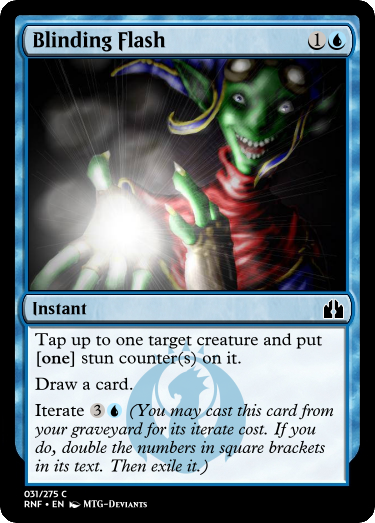 Blinding Flash 1
Instant
Tap up to one target creature and put
[one] stun counter(s) on it.
Draw a card.
Iterate 3 (You may cast this card from
your graveyard for its iterate cost. If you
do, double the numbers in square brackets
in its text. Then exile it.)
031/275 C
RNF • EN MTG-Deviants